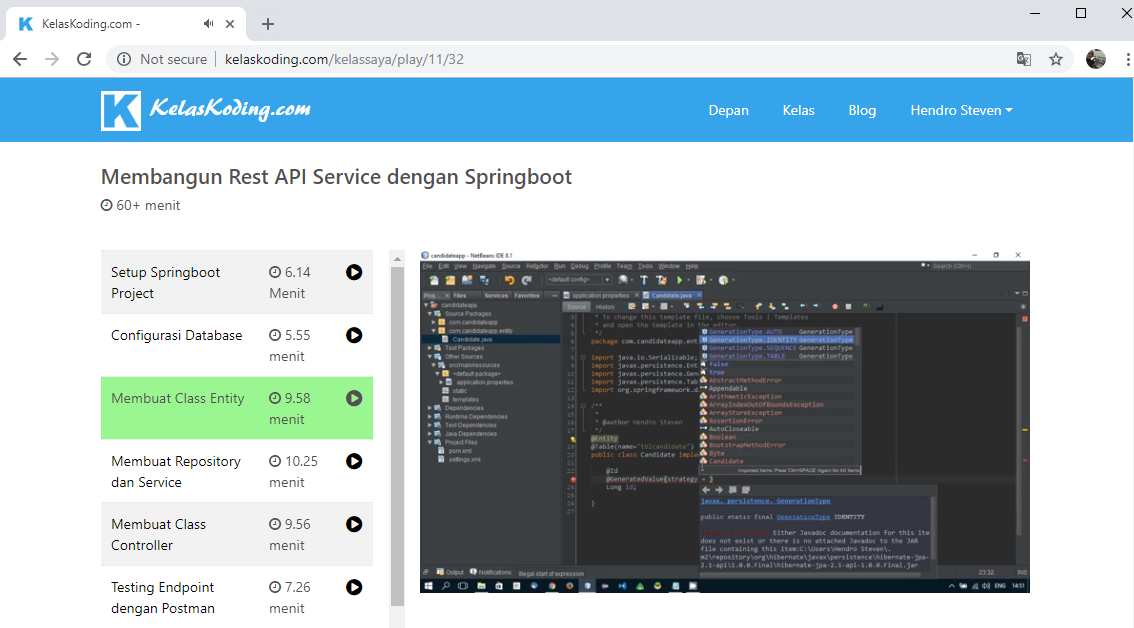 KelasKoding.com -
Not secure
kelaskoding.com/kelassaya/play/11/32
KelasKoding.com
Depan
Kelas
Blog
Hendro Steven
Membangun Rest API Service dengan Springboot
60+ menit
Setup Springboot Project
6.14 Menit
Configurasi Database
5.55 menit
Membuat Class Entity
9.58 menit
Membuat Repository dan Service
10.25 menit
Membuat Class Controller
9.56 menit
Testing Endpoint dengan Postman
7.26 menit
candidateapp - NetBeans IDE 8.1
File Edit View Navigate Source Refactor Run Debug Profile Team Tools Window Help
<default config>
Search (Ctrl+I)
Proj... Files Services Favorites
application.properties
Candidate.java
Source History
candidateapp
Source Packages
com.candidateapp
com.candidateapp.entity
Candidate.java
Test Packages
Other Sources
src/main/resources
<default package>
application.properties
static
templates
Dependencies
Runtime Dependencies
Test Dependencies
Java Dependencies
Project Files
pom.xml
settings.xml
* To change this template file, choose Tools | Templates
* and open the template in the editor.
*/
package com.candidateapp.enti
import java.io.Serializable;
import javax.persistence.Ent
import javax.persistence.Gen
import javax.persistence.Tab
import org.springframework.d
/**
*
* @author Hendro Steven
*/
@Entity
@Table(name="tblcandidate")
public class Candidate implem
@Id
@GeneratedValue(strategy = )
Long id;
}
GenerationType.AUTO GenerationType
GenerationType.IDENTITY GenerationType
GenerationType.SEQUENCE GenerationType
GenerationType.TABLE GenerationType
false
true
AbstractMethodError
Appendable
ArithmeticException
ArrayIndexOutOfBoundsException
ArrayStoreException
AssertionError
AutoCloseable
Boolean
BootstrapMethodError
Byte
Candidate
Imported Items; Press 'Ctrl+SPACE' Again for All Items
javax.persistence.GenerationType
public static final GenerationType IDENTITY
Either Javadoc documentation for this ite
does not exist or there is no attached Javadoc to the JAR
file containing this item:C:\Users\Hendro Steven\.
m2\repository\org\hibernate\javax\persistence\hibernate-jpa-
2.1-api\1.0.0.Final\hibernate-jpa-2.1-api-1.0.0.Final.jar
Output
Notifications
Illegal start of expression
23:32
INS
ENG
14:51